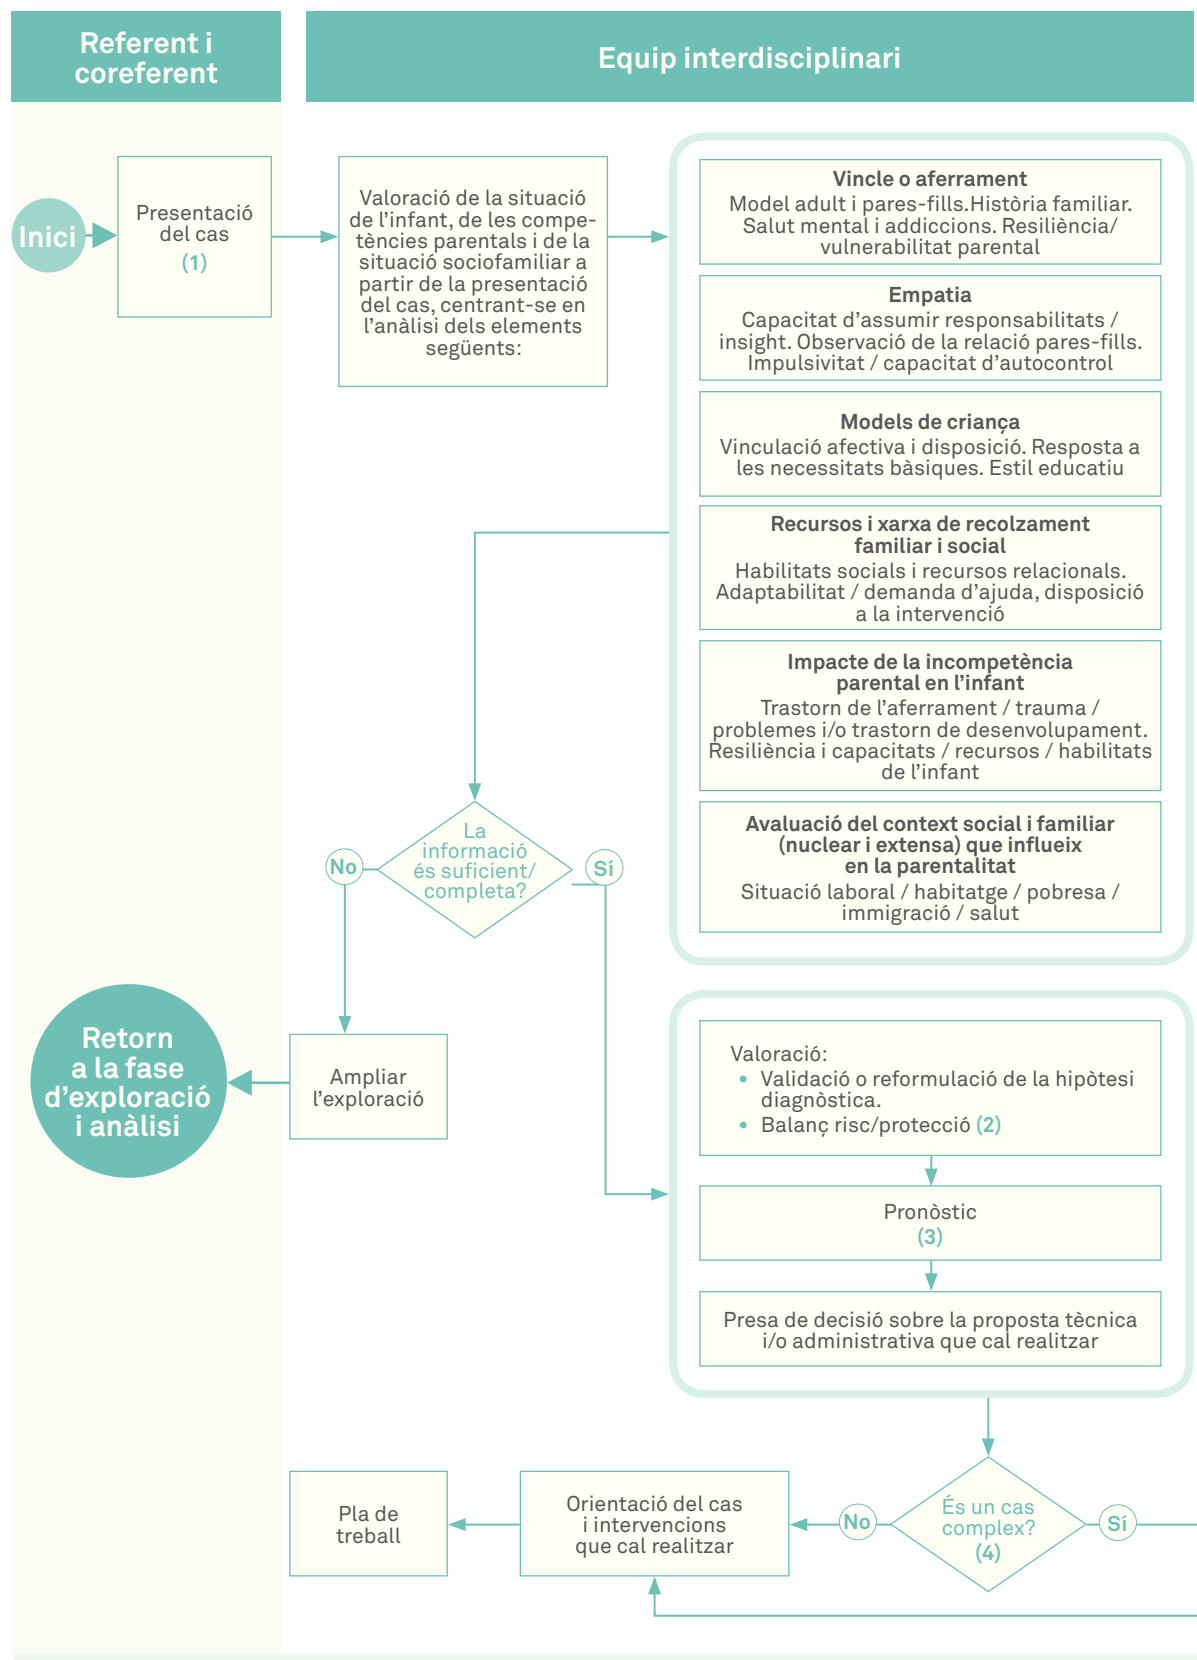 Referent i
coreferent
Equip interdisciplinari
Inici
Presentació
del cas
(1)
Valoració de la situació
de l’infant, de les compe-
tències parentals i de la
situació sociofamiliar a
partir de la presentació
del cas, centrant-se en
l’anàlisi dels elements
següents:
Vincle o aferrament
Model adult i pares-fills.Història familiar.
Salut mental i addiccions. Resiliència/
vulnerabilitat parental
Empatia
Capacitat d’assumir responsabilitats /
insight. Observació de la relació pares-fills.
Impulsivitat / capacitat d’autocontrol
Models de criança
Vinculació afectiva i disposició. Resposta a
les necessitats bàsiques. Estil educatiu
Recursos i xarxa de recolzament
familiar i social
Habilitats socials i recursos relacionals.
Adaptabilitat / demanda d’ajuda, disposició
a la intervenció
Impacte de la incompetència
parental en l’infant
Trastorn de l’aferrament / trauma /
problemes i/o trastorn de desenvolupament.
Resiliència i capacitats / recursos / habilitats
de l’infant
Avaluació del context social i familiar
(nuclear i extensa) que influeix
en la parentalitat
Situació laboral / habitatge / pobresa /
immigració / salut
La
informació
és suficient/
completa?
No
Sí
Ampliar
l’exploració
Retorn
a la fase
d’exploració
i anàlisi
Valoració:
• Validació o reformulació de la hipòtesi
diagnòstica.
• Balanç risc/protecció (2)
Pronòstic
(3)
Presa de decisió sobre la proposta tècnica
i/o administrativa que cal realitzar
És un cas
complex?
(4)
No
Sí
Orientació del cas
i intervencions
que cal realitzar
Pla de
treball